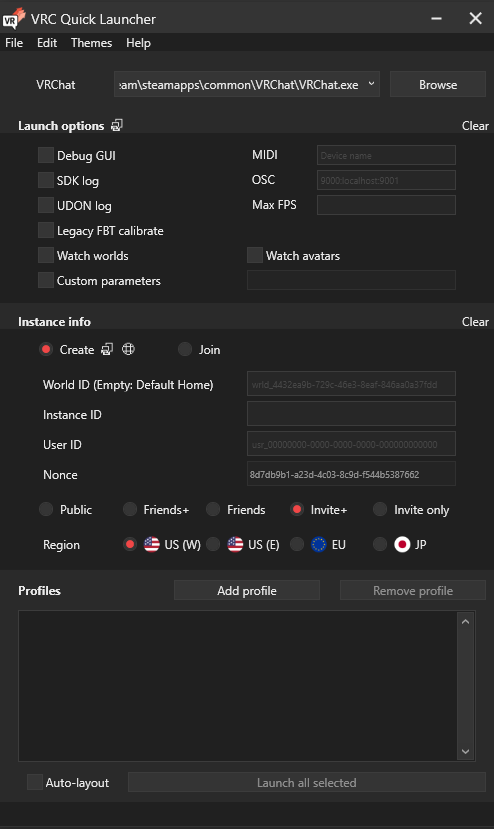 VR
VRC Quick Launcher
File Edit Themes Help
VRChat :am\steamapps\common\VRChat\VRChat.exe Browse
Launch options Clear
Debug GUI MIDI Device name
SDK log OSC 9000:localhost:9001
UDON log Max FPS
Legacy FBT calibrate
Watch worlds Watch avatars
Custom parameters
Instance info Clear
Create Join
World ID (Empty: Default Home) wrld_4432ea9b-729c-46e3-8eaf-846aa0a37fdd
Instance ID
User ID usr_00000000-0000-0000-0000-000000000000
Nonce 8d7db9b1-a23d-4c03-8c9d-f544b5387662
Public Friends+ Friends Invite+ Invite only
Region US (W) US (E) EU JP
Profiles Add profile Remove profile
Auto-layout Launch all selected